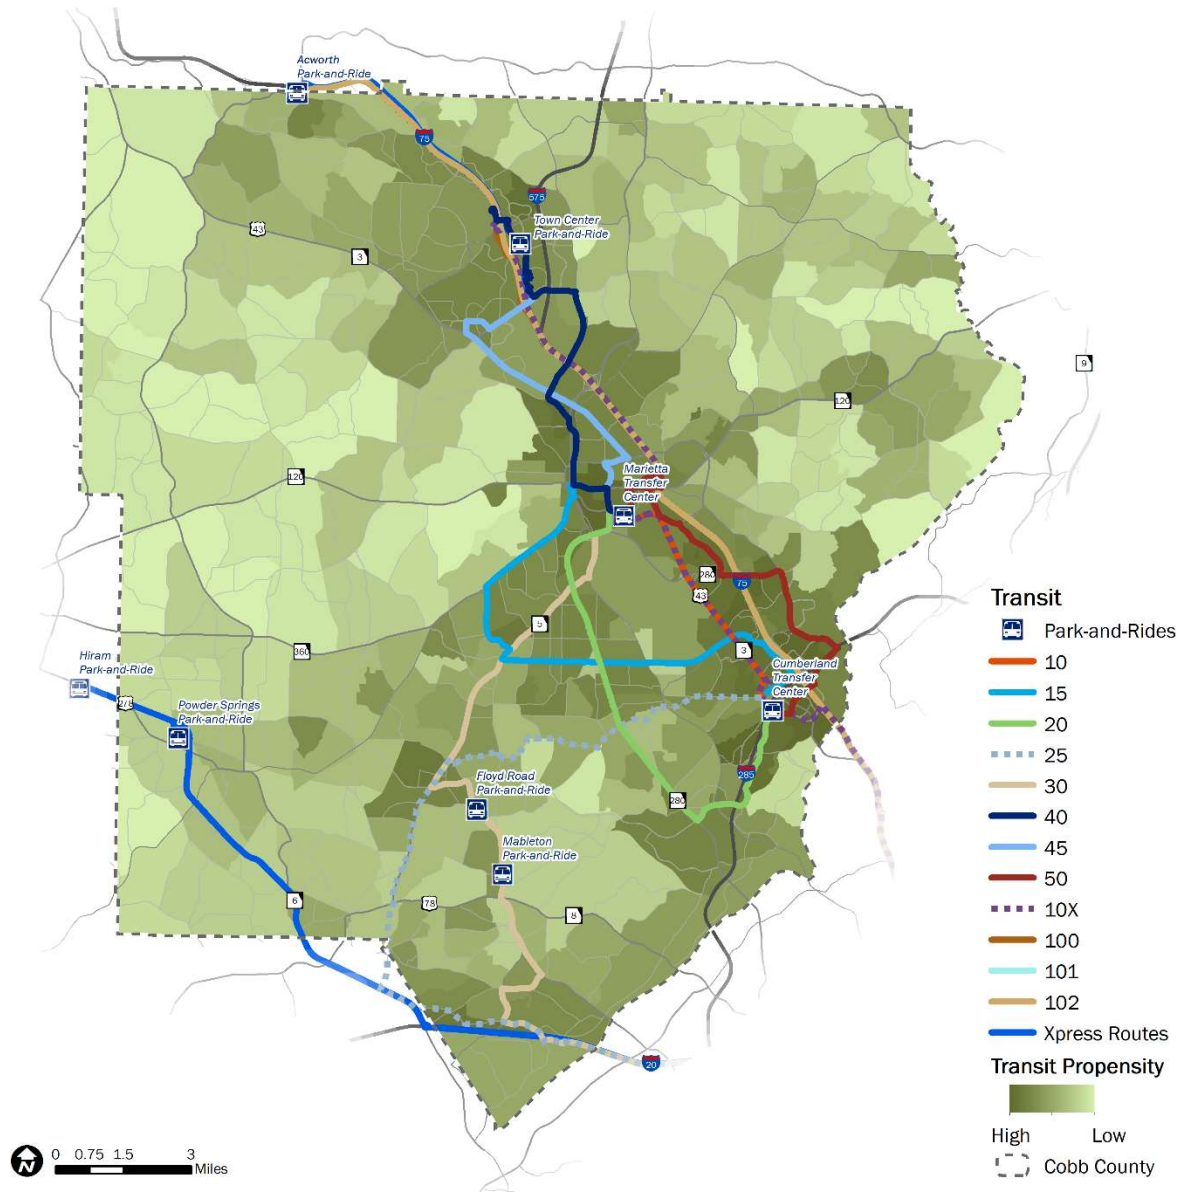 Acworth
Park-and-Ride
75
575
Town Center
Park-and-Ride
43
3
9
120
Marietta
Transfer
Center
120
280
75
43
5
360
3
Cumberland
Transfer
Center
Hiram
Park-and-Ride
278
Powder Springs
Park-and-Ride
285
Floyd Road
Park-and-Ride
280
Mableton
Park-and-Ride
6
78
8
20
Transit
Park-and-Rides
10
15
20
25
30
40
45
50
10X
100
101
102
Xpress Routes
Transit Propensity
High Low
Cobb County
N
0 0.75 1.5 3
Miles